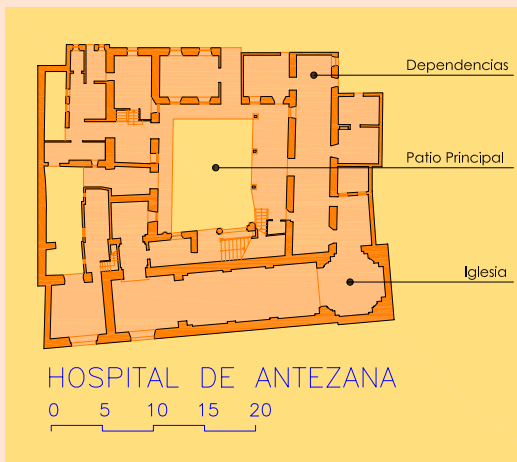 Dependencias
Patio Principal
Iglesia
HOSPITAL DE ANTEZANA
0 5 10 15 20